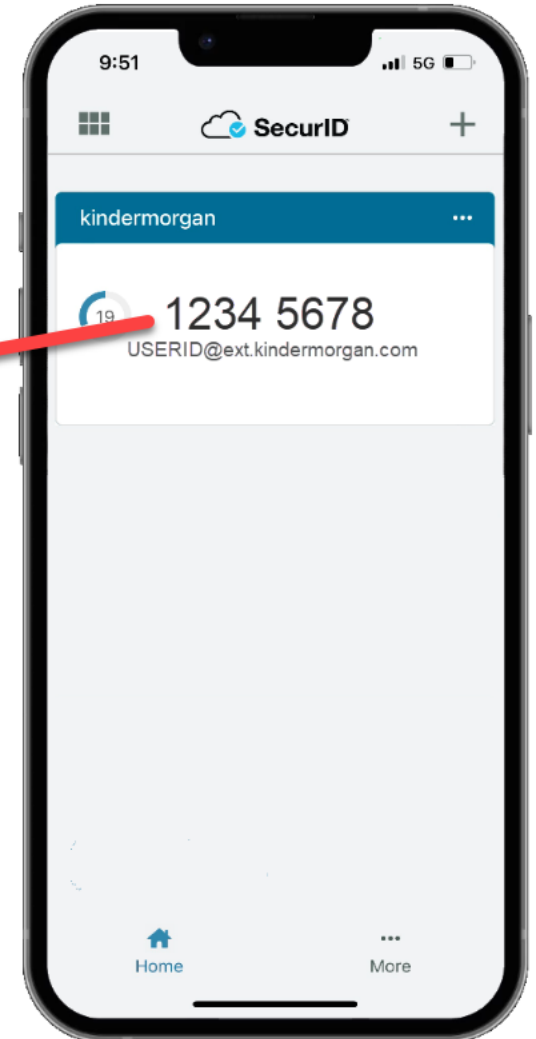 9:51 5G
SecurID
kindermorgan
19 1234 5678
USERID@ext.kindermorgan.com
Home More